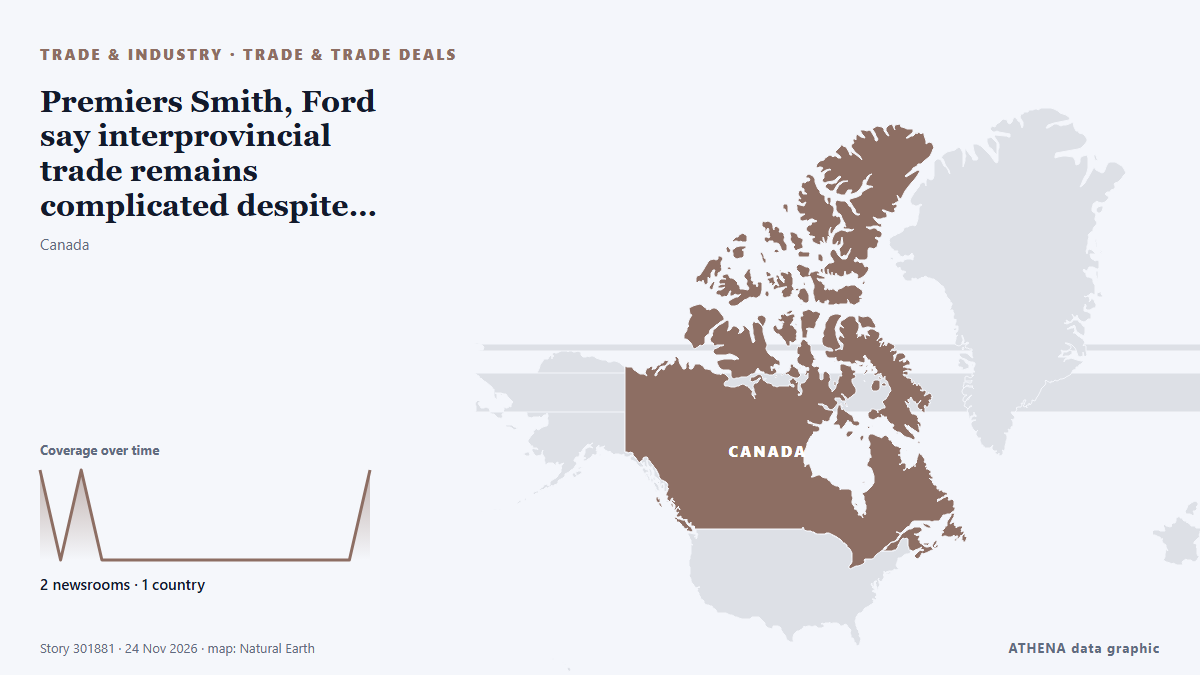 TRADE & INDUSTRY · TRADE & TRADE DEALS
Premiers Smith, Ford
say interprovincial
trade remains
complicated despite...
Canada
CANADA
Coverage over time
2 newsrooms · 1 country
Story 301881 · 24 Nov 2026 · map: Natural Earth
ATHENA data graphic